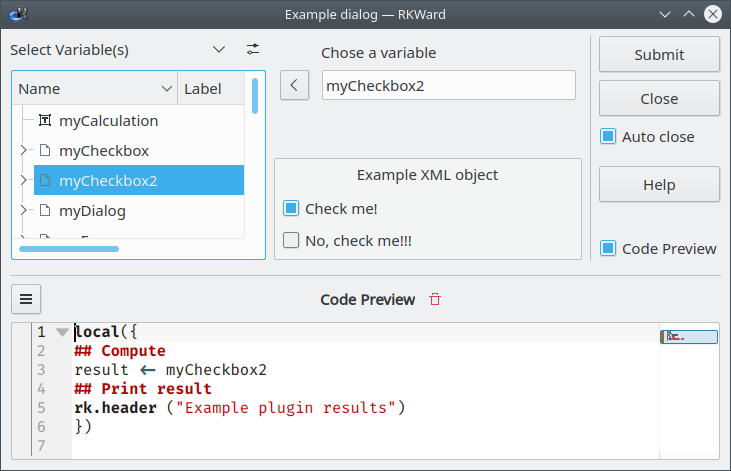 Example dialog — RKWard
Select Variable(s)
Name Label
myCalculation
myCheckbox
myCheckbox2
myDialog
Chose a variable
myCheckbox2
Example XML object
Check me!
No, check me!!!
Submit
Close
Auto close
Help
Code Preview
Code Preview
1 local({
2 ## Compute
3 result <- myCheckbox2
4 ## Print result
5 rk.header ("Example plugin results")
6 })
7